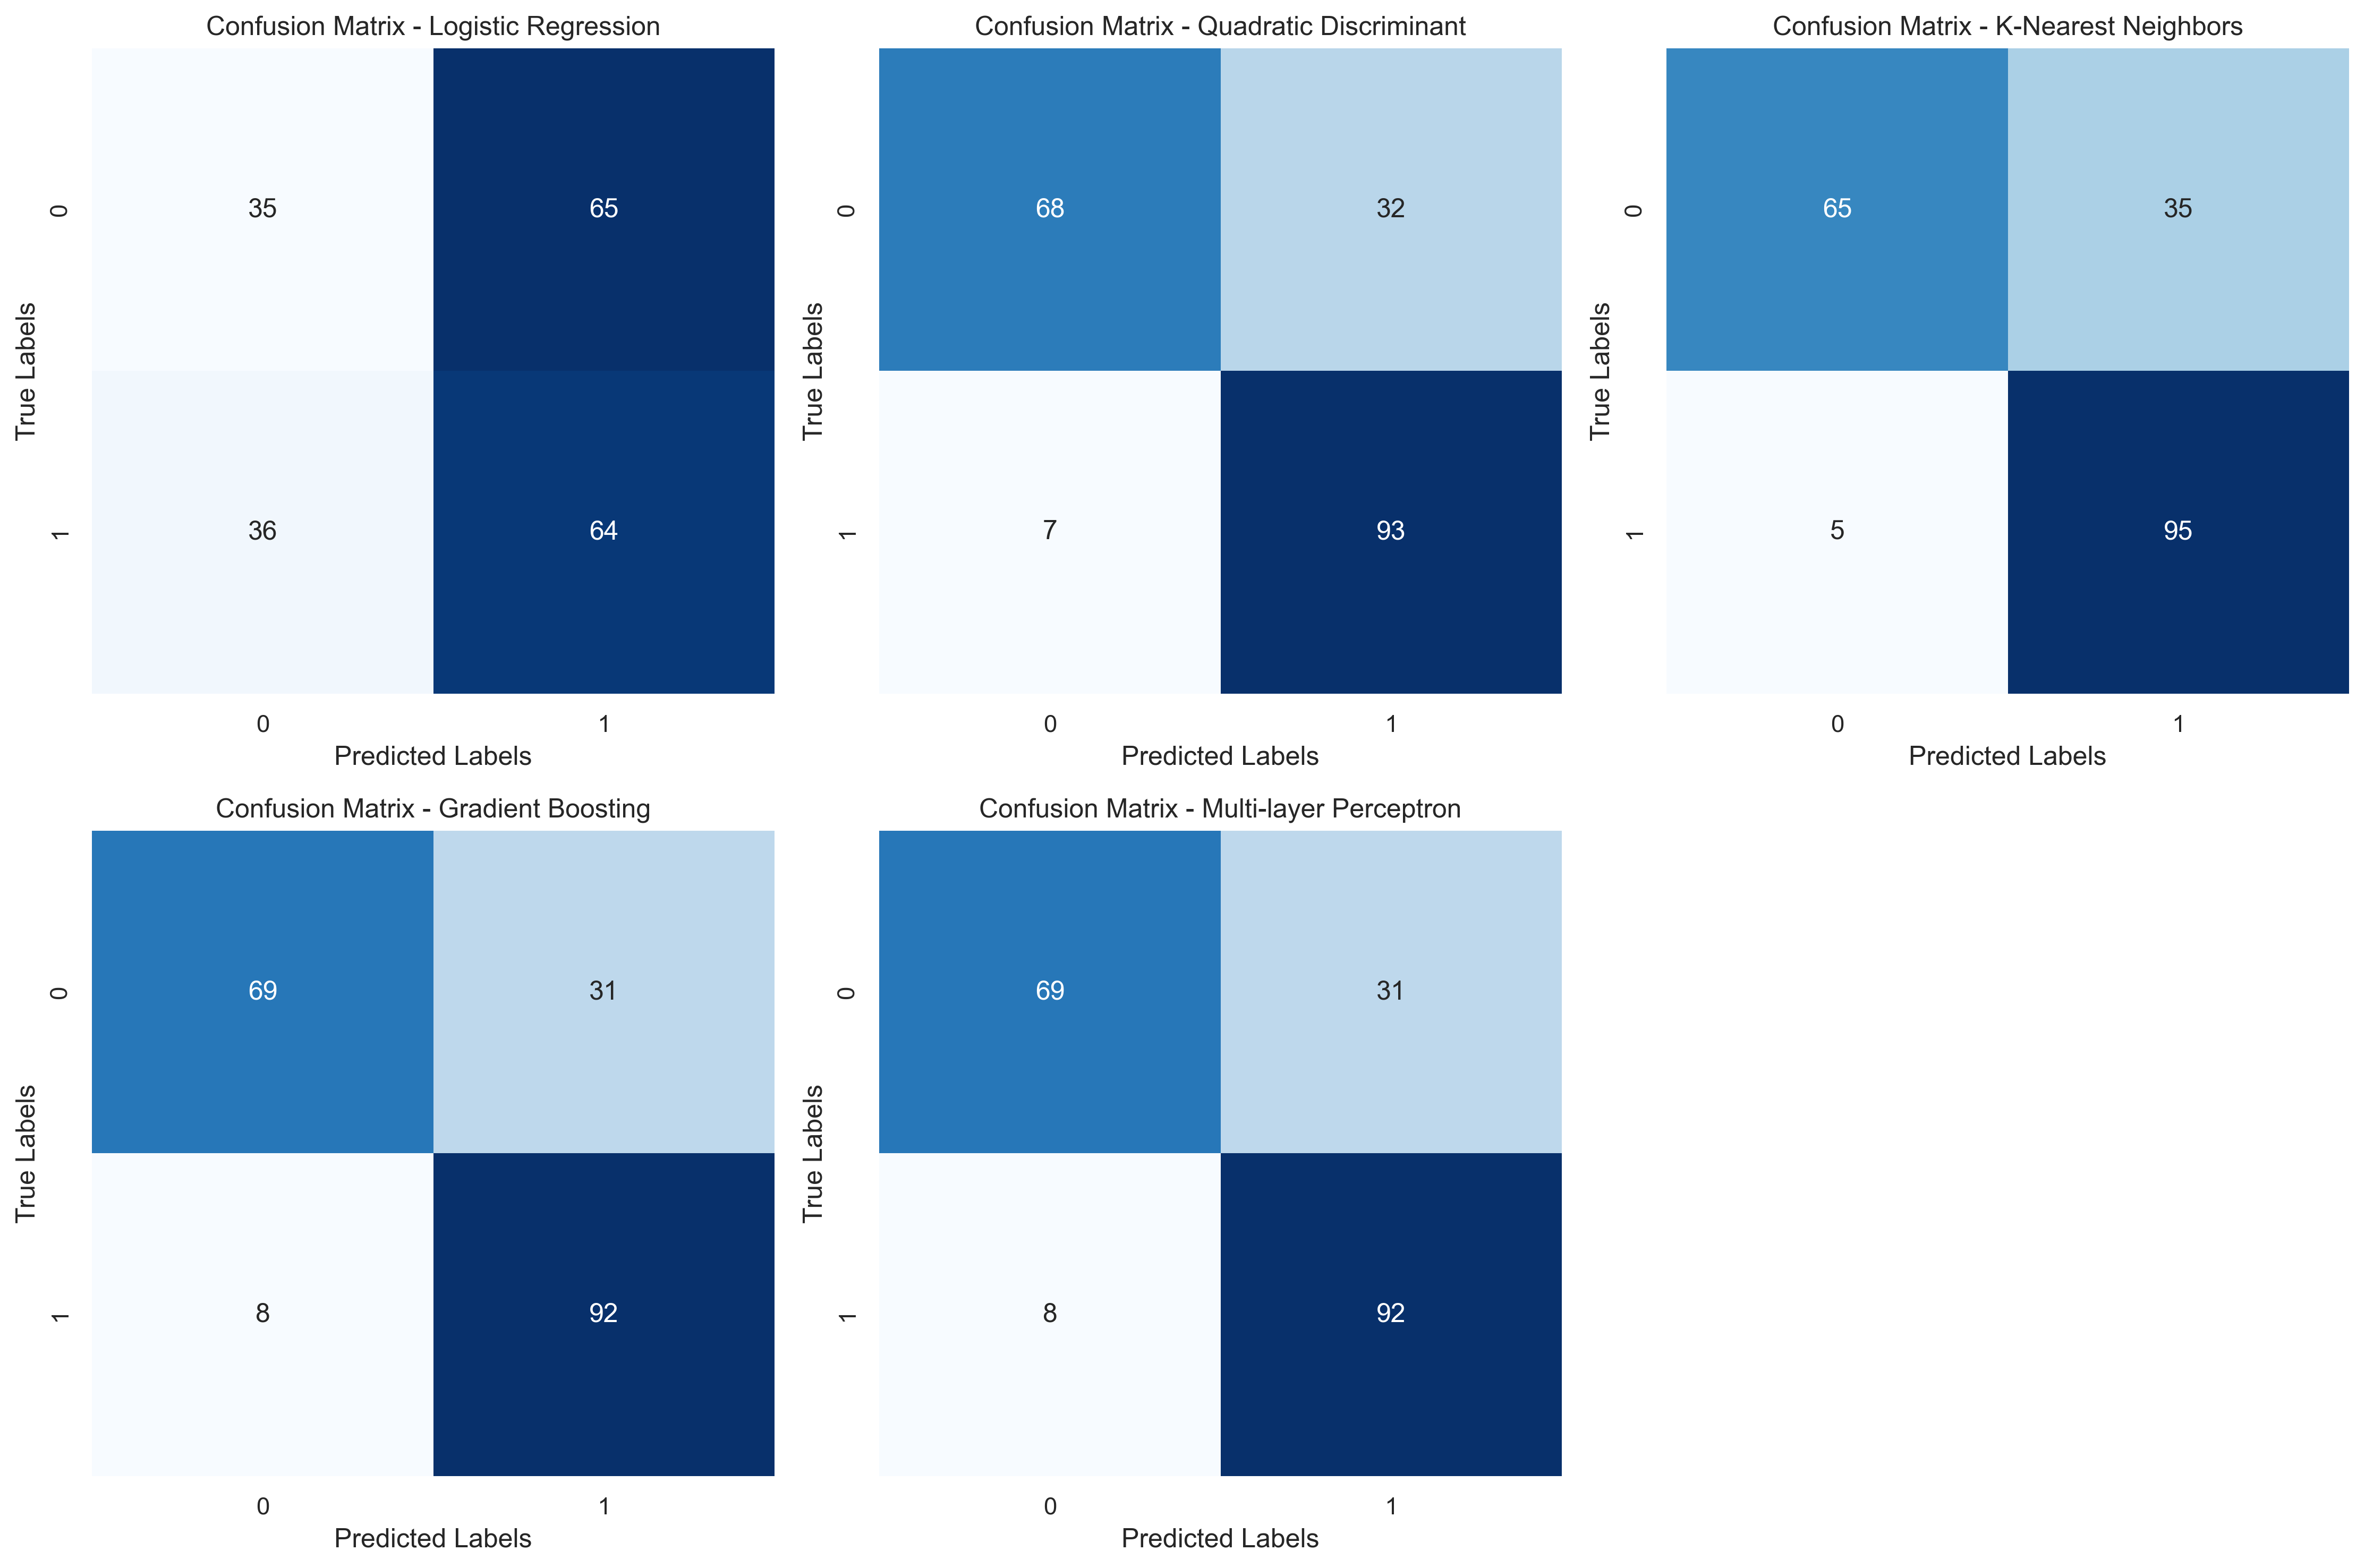 Confusion Matrix - Logistic Regression
35 65
36 64
0
1
True Labels
0 1
Predicted Labels
Confusion Matrix - Quadratic Discriminant
68 32
7 93
0
1
True Labels
0 1
Predicted Labels
Confusion Matrix - K-Nearest Neighbors
65 35
5 95
0
1
True Labels
0 1
Predicted Labels
Confusion Matrix - Gradient Boosting
69 31
8 92
0
1
True Labels
0 1
Predicted Labels
Confusion Matrix - Multi-layer Perceptron
69 31
8 92
0
1
True Labels
0 1
Predicted Labels